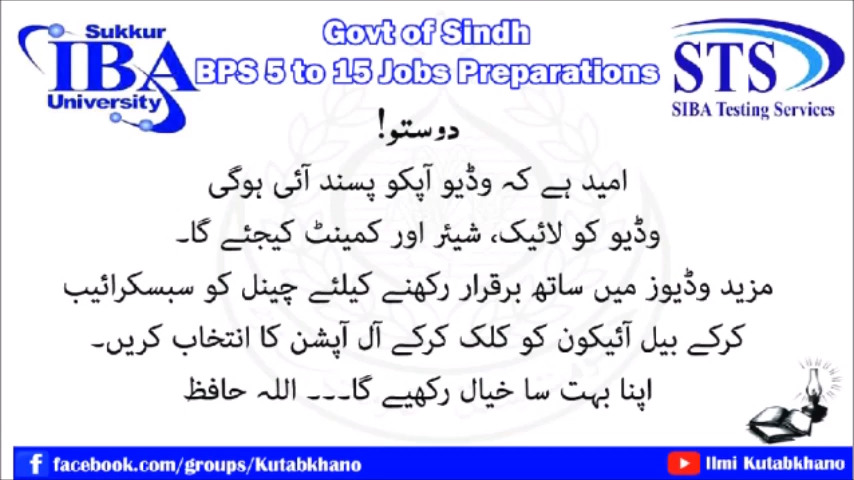 Sukkur
IBA
University
Govt of Sindh
BPS 5 to 15 Jobs Preparations
STS
SIBA Testing Services
دوستو!
امید ہے کہ وڈیو آپکو پسند آئی ہوگی
وڈیو کو لائیک، شیئر اور کمینٹ کیجئے گا۔
مزید وڈیوز میں ساتھ برقرار رکھنے کیلئے چینل کو سبسکرائیب
کرکے بیل آئیکون کو کلک کرکے آل آپشن کا انتخاب کریں۔
اپنا بہت سا خیال رکھیے گا۔۔۔ اللہ حافظ
facebook.com/groups/Kutabkhano
Ilmi Kutabkhano